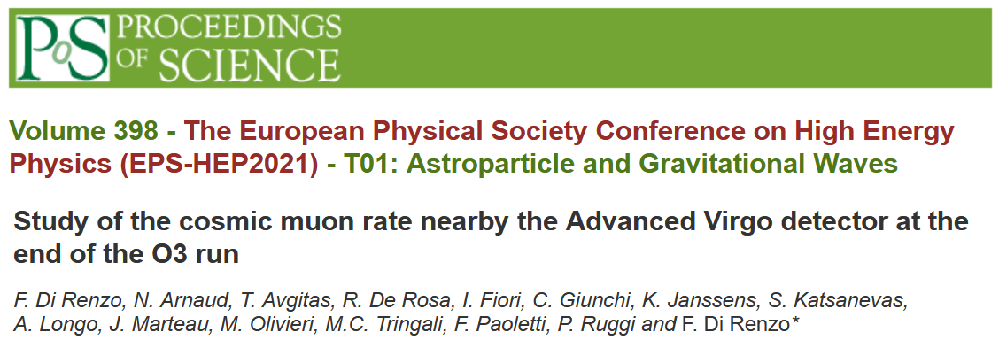 PoS PROCEEDINGS
OF SCIENCE
Volume 398 - The European Physical Society Conference on High Energy
Physics (EPS-HEP2021) - T01: Astroparticle and Gravitational Waves
Study of the cosmic muon rate nearby the Advanced Virgo detector at the
end of the O3 run
F. Di Renzo, N. Arnaud, T. Avgitas, R. De Rosa, I. Fiori, C. Giunchi, K. Janssens, S. Katsanevas,
A. Longo, J. Marteau, M. Olivieri, M.C. Tringali, F. Paoletti, P. Ruggi and F. Di Renzo*